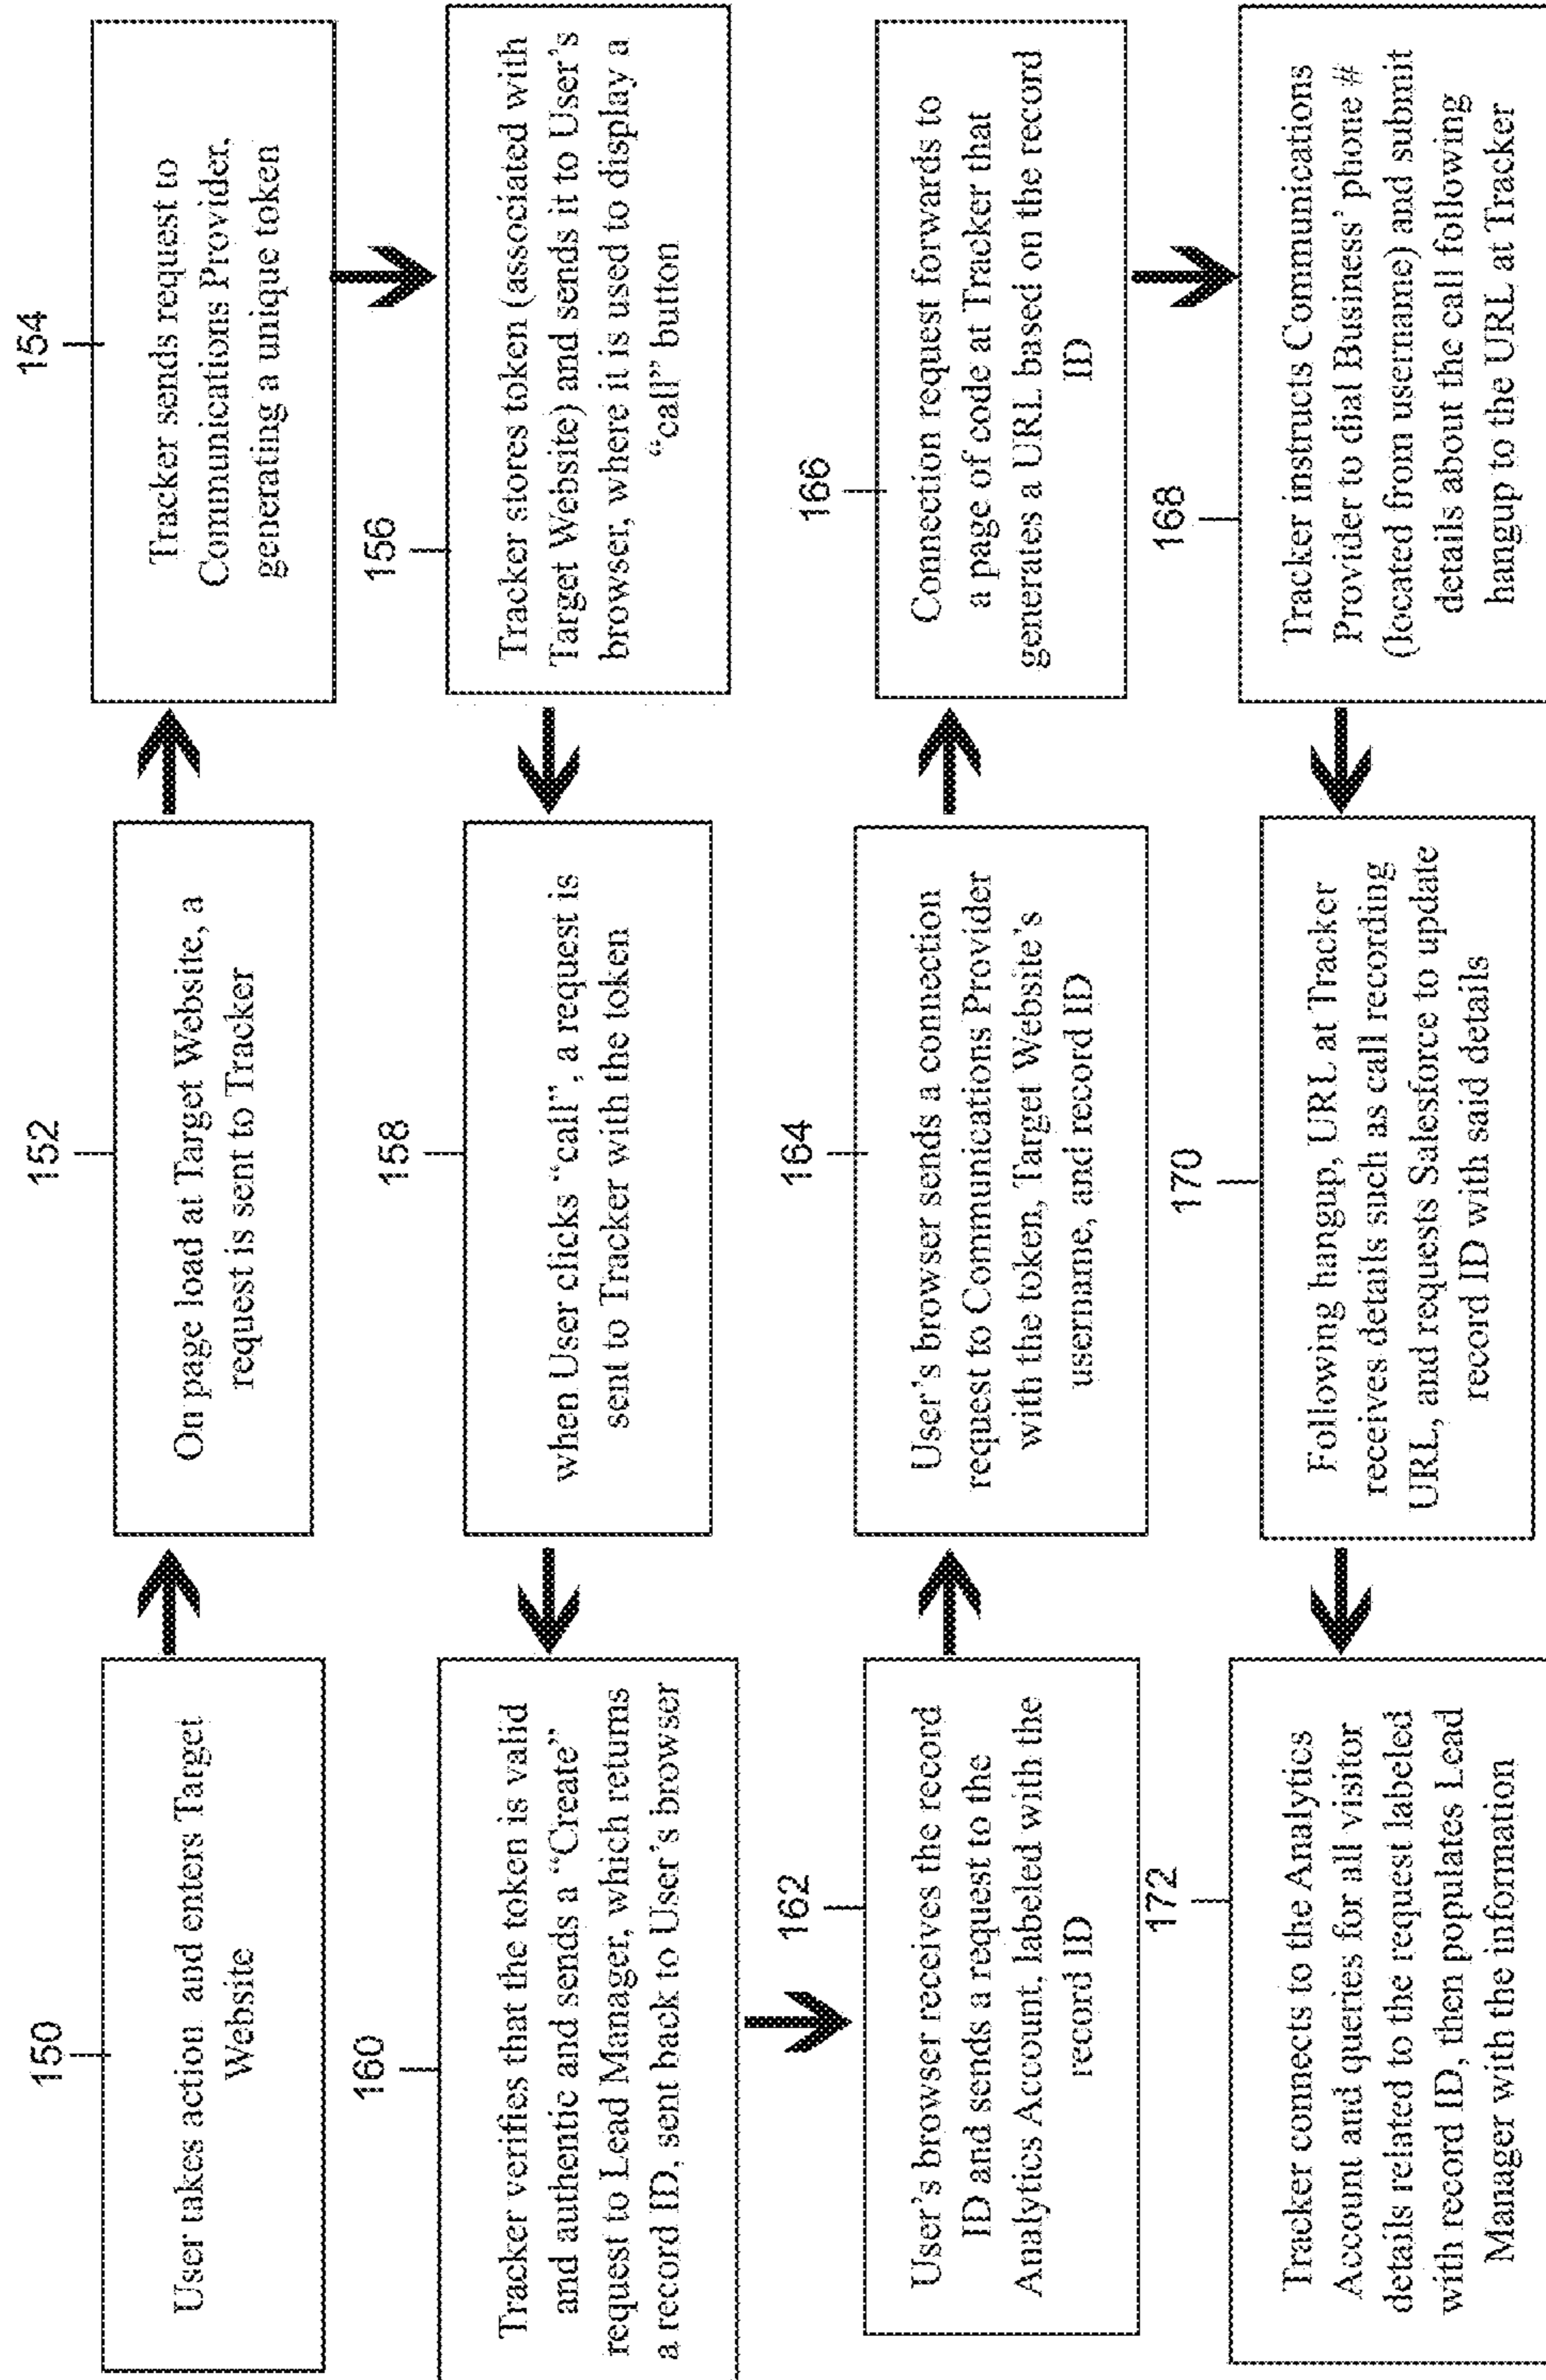 150
User takes action and enters Target
Website
152
On page load at Target Website, a
request is sent to Tracker
154
Tracker sends request to
Communications Provider,
generating a unique token
156
Tracker stores token (associated with
Target Website) and sends it to User's
browser, where it is used to display a
“call” button
158
when User clicks “call”, a request is
sent to Tracker with the token
160
Tracker verifies that the token is valid
and authentic and sends a “Create”
request to Lead Manager, which returns
a record ID, sent back to User's browser
162
User's browser receives the record
ID and sends a request to the
Analytics Account, labeled with the
record ID
164
User's browser sends a connection
request to Communications Provider
with the token, Target Website's
username, and record ID
166
Connection request forwards to
a page of code at Tracker that
generates a URL based on the record
ID
168
Tracker instructs Communications
Provider to dial Business' phone #
(located from username) and submit
details about the call following
hangup to the URL at Tracker
170
Following hangup, URL at Tracker
receives details such as call recording
URL, and requests Salesforce to update
record ID with said details
172
Tracker connects to the Analytics
Account and queries for all visitor
details related to the request labeled
with record ID, then populates Lead
Manager with the information